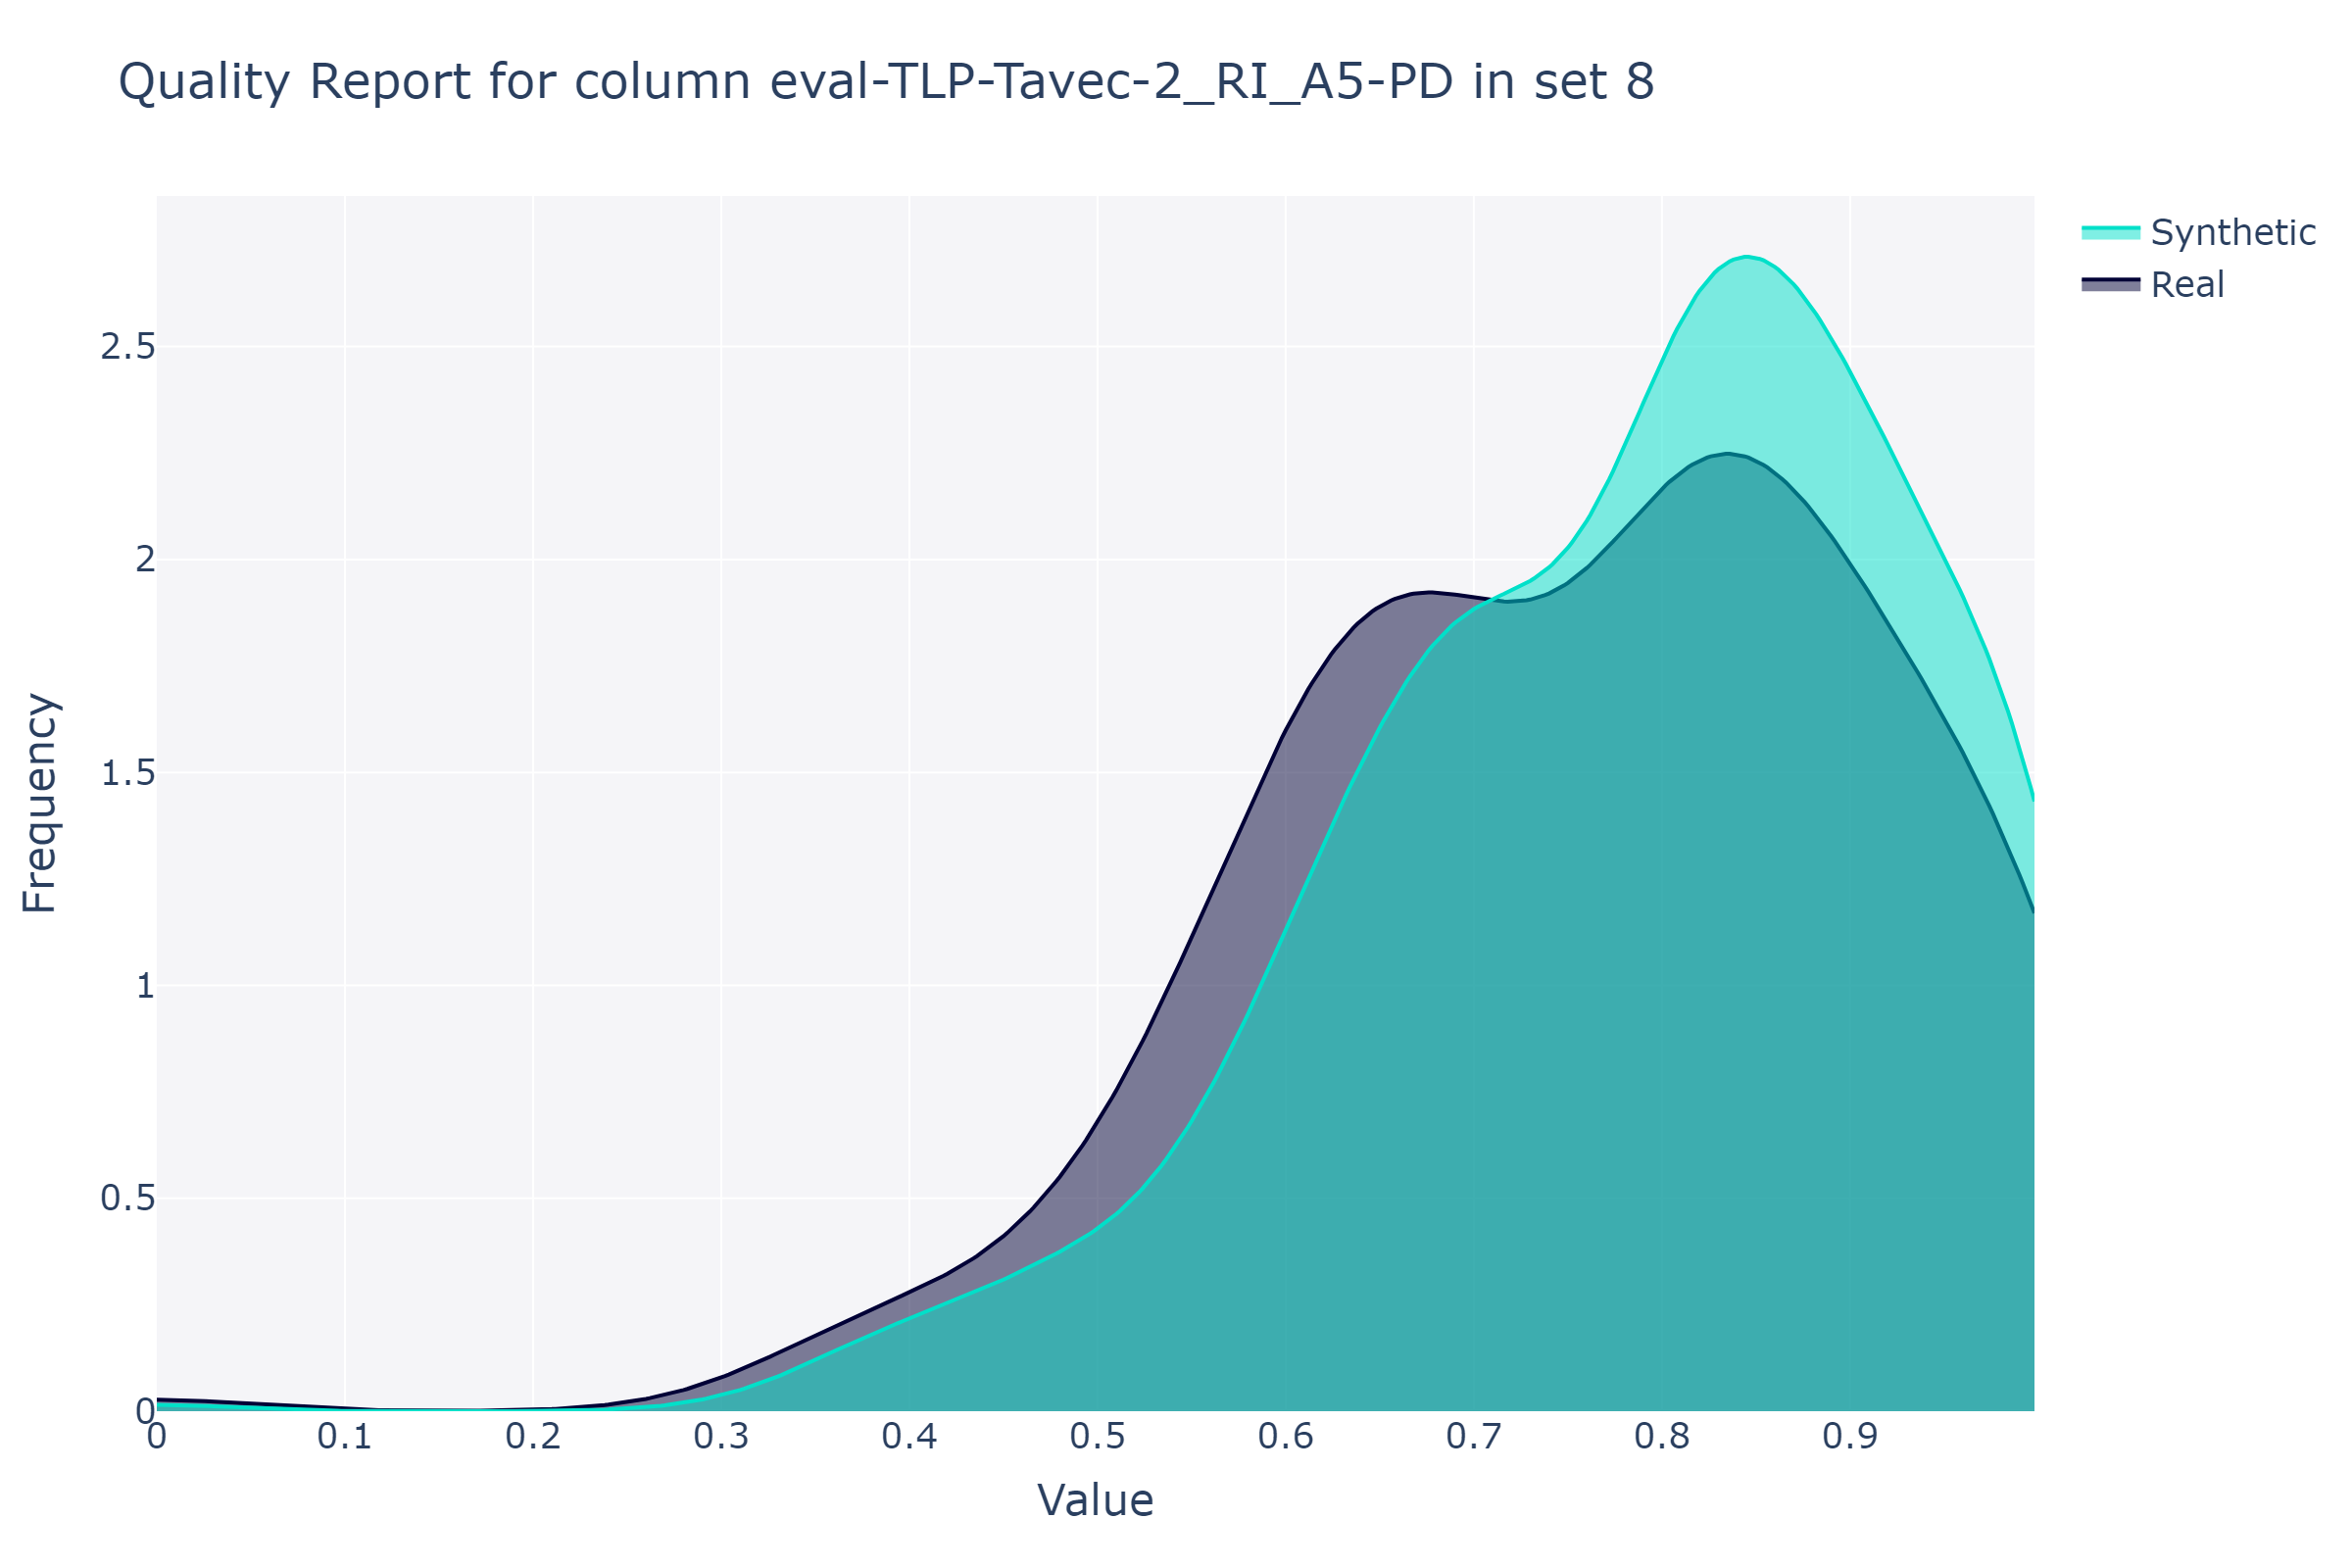 Quality Report for column eval-TLP-Tavec-2_RI_A5-PD in set 8
Synthetic
Real
2.5
2
1.5
1
0.5
0
Frequency
0 0.1 0.2 0.3 0.4 0.5 0.6 0.7 0.8 0.9
Value